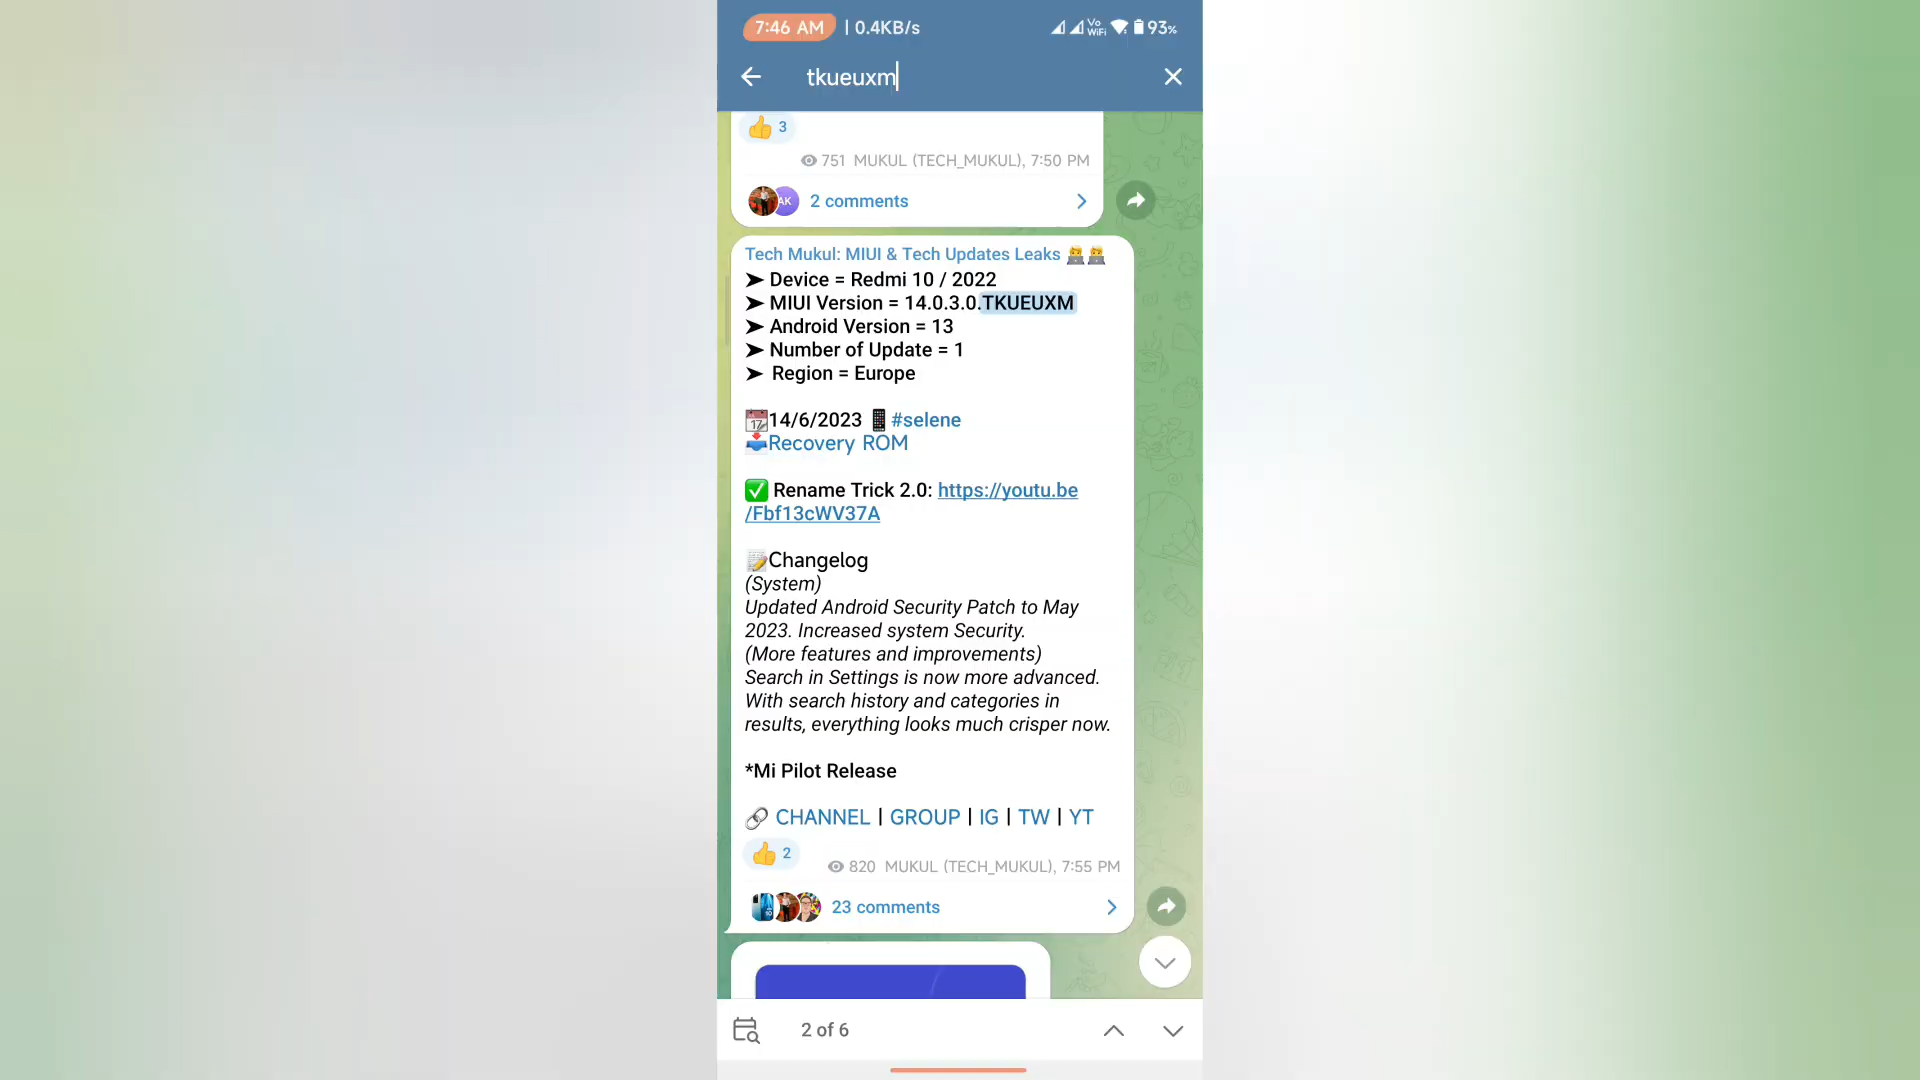 7:46 AM | 0.4KB/s Vo WiFi 93%
tkueuxm
👍 3
751 MUKUL (TECH_MUKUL), 7:50 PM
AK 2 comments
Tech Mukul: MIUI & Tech Updates Leaks 👨‍💻👨‍💻
➤ Device = Redmi 10 / 2022
➤ MIUI Version = 14.0.3.0.TKUEUXM
➤ Android Version = 13
➤ Number of Update = 1
➤ Region = Europe
📆14/6/2023 📱#selene
📥Recovery ROM
✅ Rename Trick 2.0: https://youtu.be
/Fbf13cWV37A
📝Changelog
(System)
Updated Android Security Patch to May
2023. Increased system Security.
(More features and improvements)
Search in Settings is now more advanced.
With search history and categories in
results, everything looks much crisper now.
*Mi Pilot Release
🔗 CHANNEL | GROUP | IG | TW | YT
👍 2
820 MUKUL (TECH_MUKUL), 7:55 PM
23 comments
2 of 6